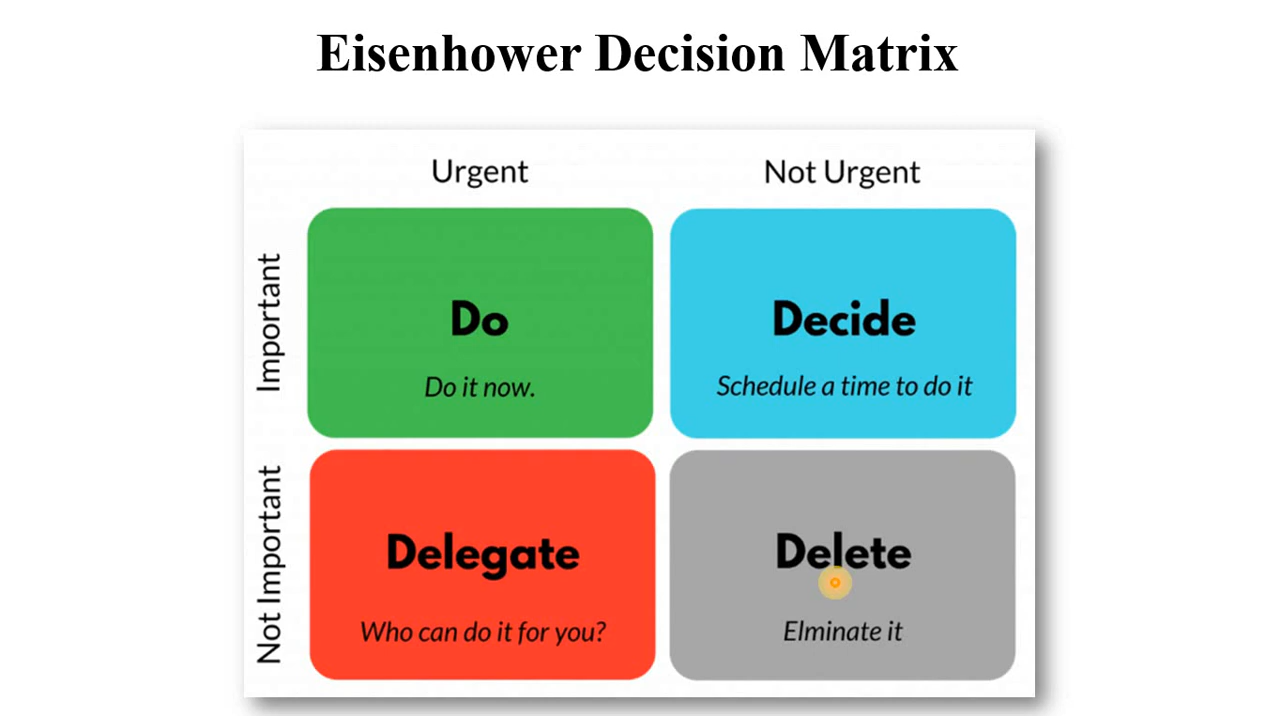 Eisenhower Decision Matrix
Urgent
Not Urgent
Important
Do
Do it now.
Decide
Schedule a time to do it
Not Important
Delegate
Who can do it for you?
Delete
Elminate it